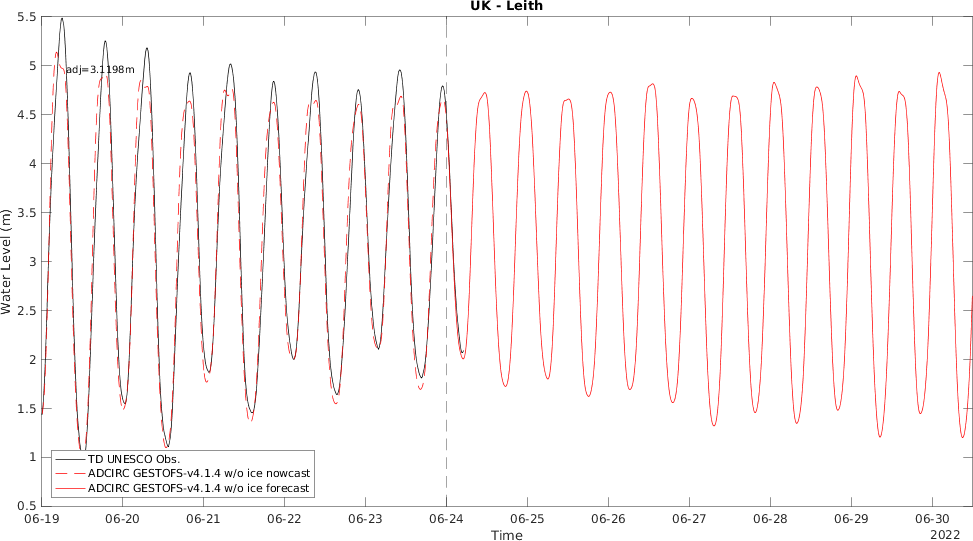 UK - Leith
5.5
5
4.5
4
3.5
3
2.5
2
1.5
1
0.5
Water Level (m)
adj=3.1198m
TD UNESCO Obs.
ADCIRC GESTOFS-v4.1.4 w/o ice nowcast
ADCIRC GESTOFS-v4.1.4 w/o ice forecast
06-19 06-20 06-21 06-22 06-23 06-24 06-25 06-26 06-27 06-28 06-29 06-30
Time
2022